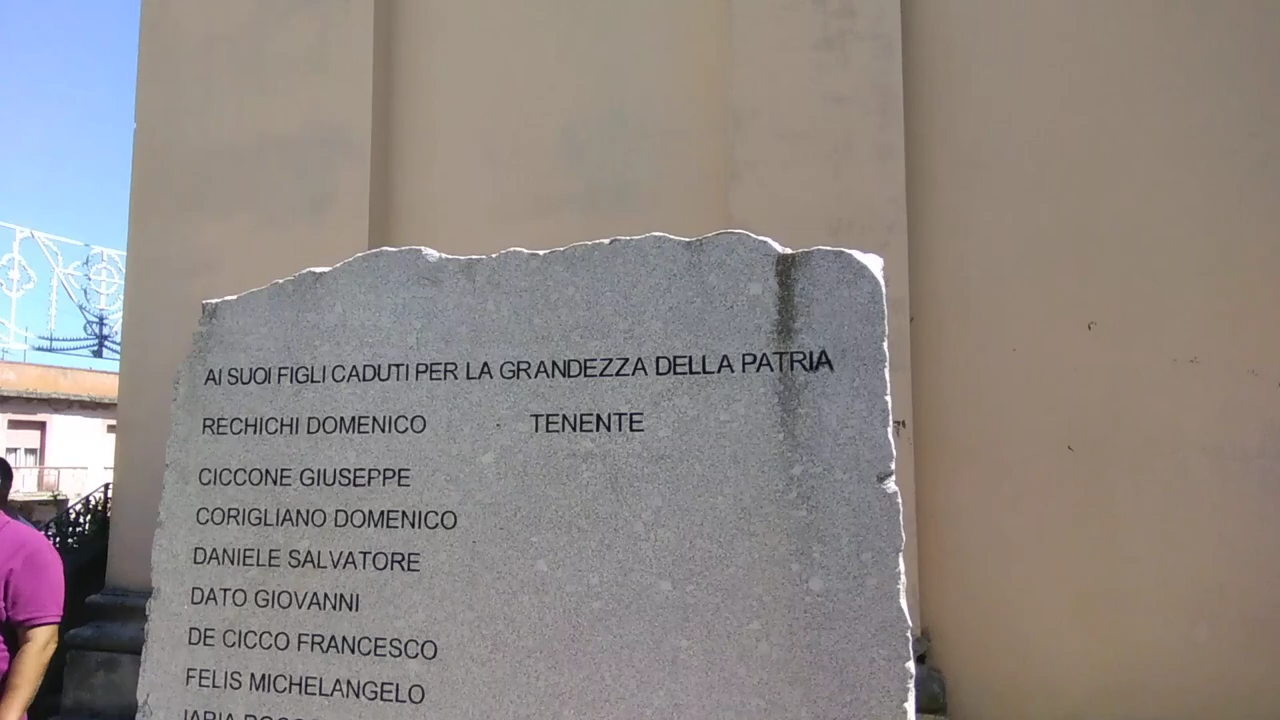 AI SUOI FIGLI CADUTI PER LA GRANDEZZA DELLA PATRIA
RECHICHI DOMENICO TENENTE
CICCONE GIUSEPPE
CORIGLIANO DOMENICO
DANIELE SALVATORE
DATO GIOVANNI
DE CICCO FRANCESCO
FELIS MICHELANGELO